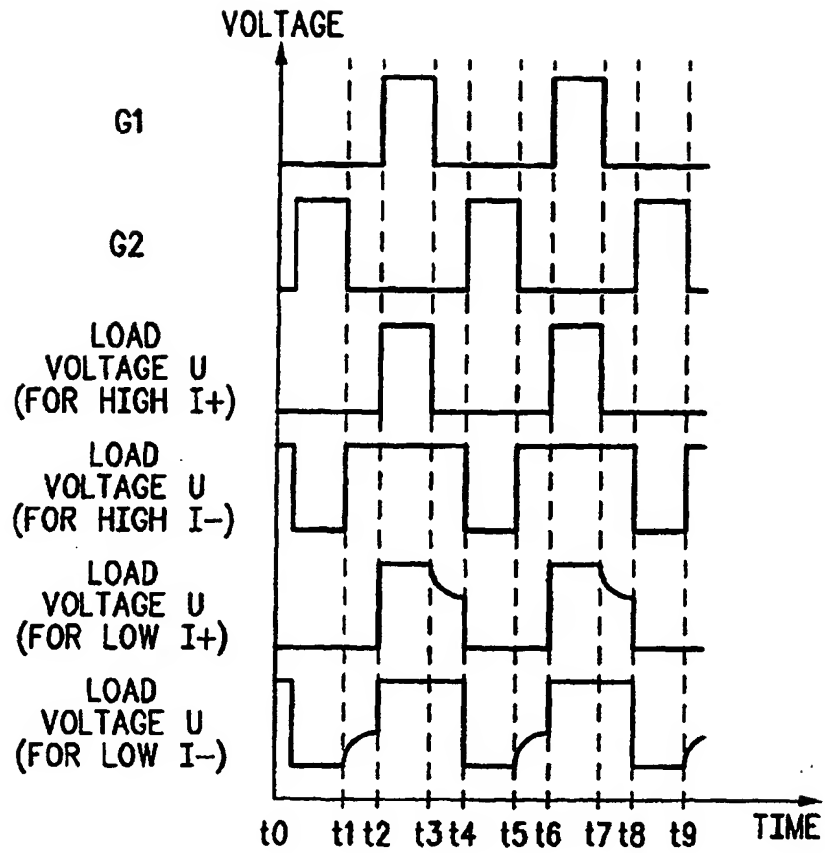 VOLTAGE
G1
G2
LOAD
VOLTAGE U
(FOR HIGH I+)
LOAD
VOLTAGE U
(FOR HIGH I-)
LOAD
VOLTAGE U
(FOR LOW I+)
LOAD
VOLTAGE U
(FOR LOW I-)
t0 t1 t2 t3 t4 t5 t6 t7 t8 t9 TIME